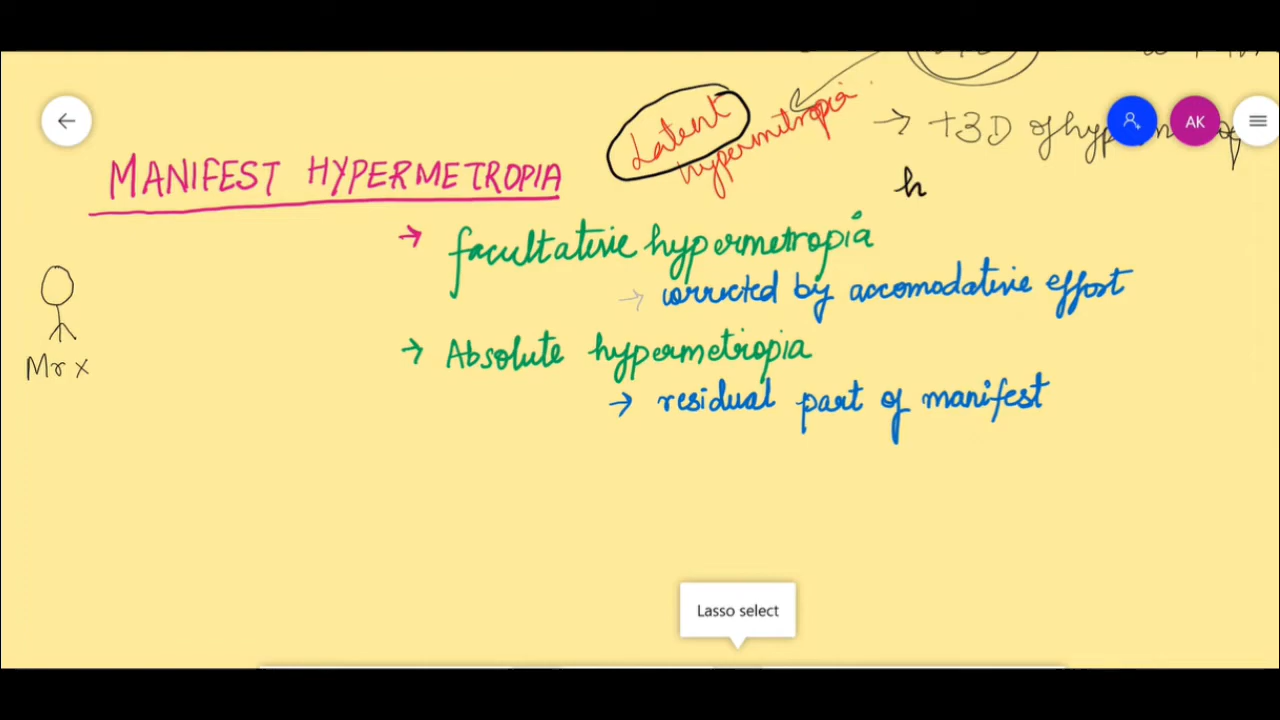 Latent
hypermetropia
→ +3D of hyp
AK
MANIFEST HYPERMETROPIA
h
→ facultative hypermetropia
→ corrected by accomodative effort
→ Absolute hypermetropia
→ residual part of manifest
Mr x
Lasso select